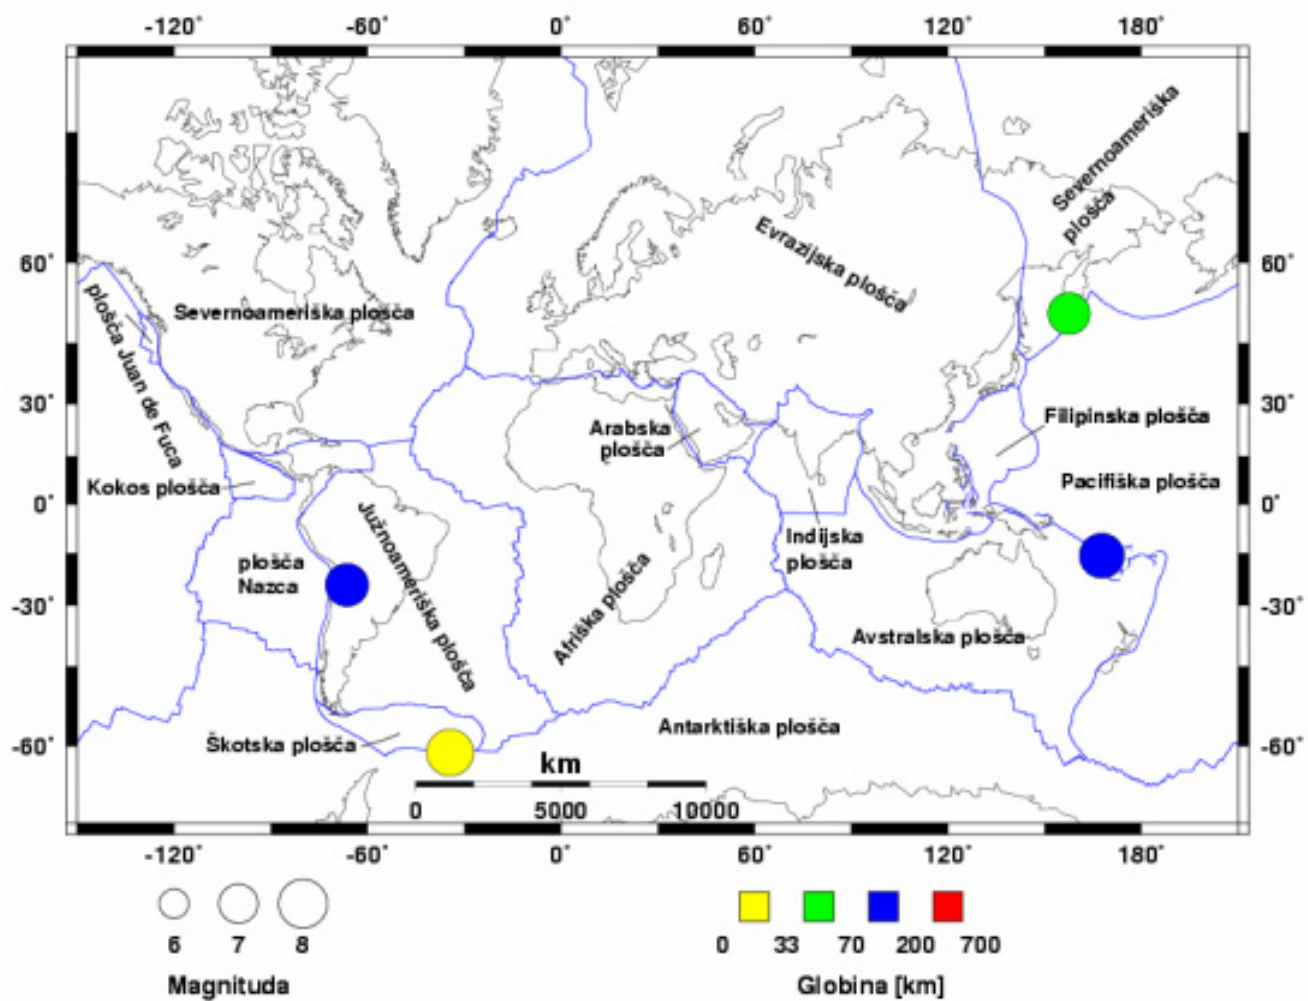 -120° -60° 0° 60° 120° 180°
Severnoameriška
plošča
Evrazijska plošča
60° 60°
Severnoameriška plošča
plošča Juan de Fuca
30° 30°
Arabska
plošča
Filipinska plošča
Kokos plošča
Pacifiška plošča
0° 0°
Južnoameriška plošča
Indijska
plošča
plošča
Nazca
Afriška plošča
-30° -30°
Avstralska plošča
Antarktiška plošča
Škotska plošča
-60° -60°
km
0 5000 10000
-120° -60° 0° 60° 120° 180°
6 7 8
0 33 70 200 700
Magnituda
Globina [km]